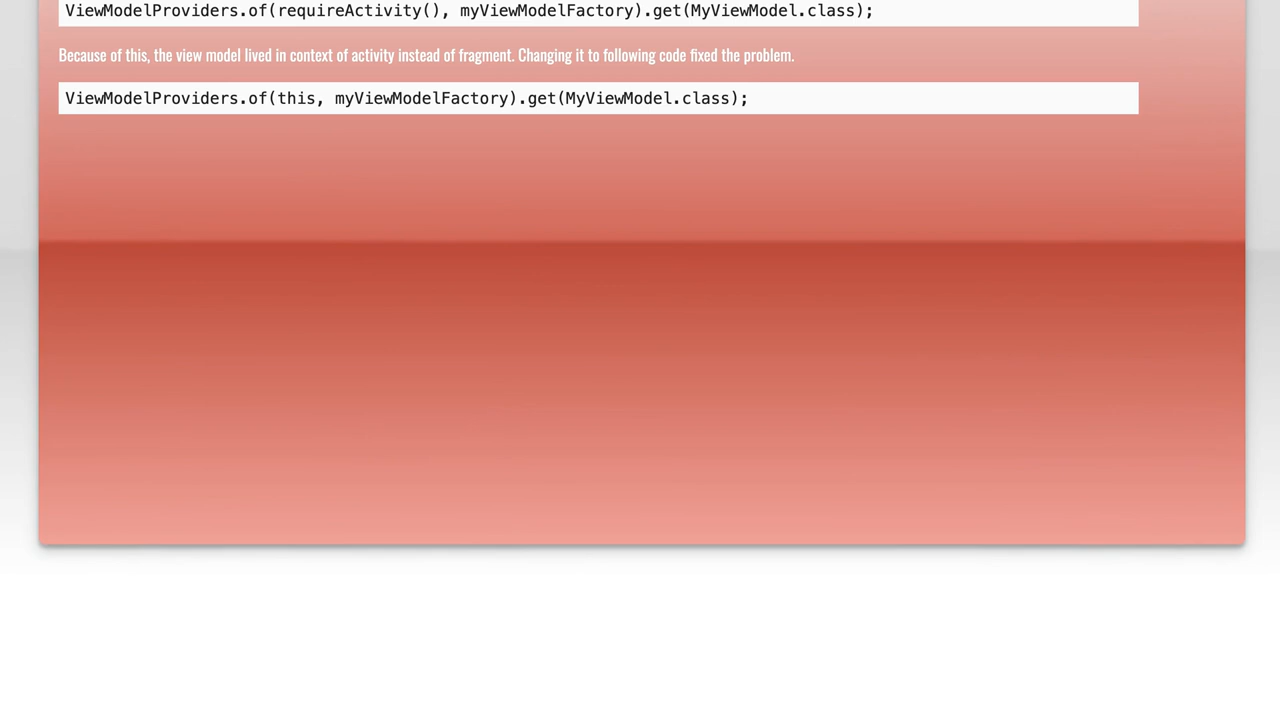 ViewModelProviders.of(requireActivity(), myViewModelFactory).get(MyViewModel.class);
Because of this, the view model lived in context of activity instead of fragment. Changing it to following code fixed the problem.
ViewModelProviders.of(this, myViewModelFactory).get(MyViewModel.class);